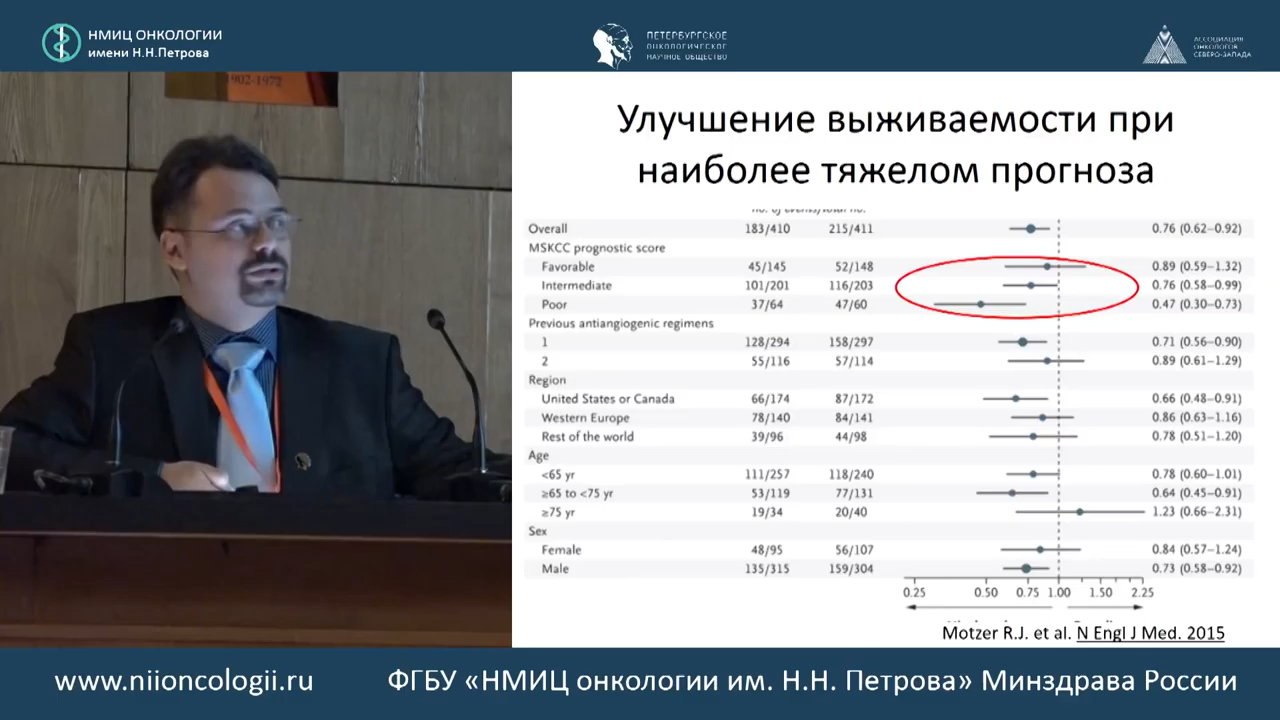 НМИЦ ОНКОЛОГИИ
имени Н.Н.Петрова
ПЕТЕРБУРГСКОЕ
ОНКОЛОГИЧЕСКОЕ
НАУЧНОЕ ОБЩЕСТВО
АССОЦИАЦИЯ
ОНКОЛОГОВ
СЕВЕРО-ЗАПАДА
1902-1972
Улучшение выживаемости при
наиболее тяжелом прогноза
no. of events/total no.
Overall 183/410 215/411 0.76 (0.62–0.92)
MSKCC prognostic score
Favorable 45/145 52/148 0.89 (0.59–1.32)
Intermediate 101/201 116/203 0.76 (0.58–0.99)
Poor 37/64 47/60 0.47 (0.30–0.73)
Previous antiangiogenic regimens
1 128/294 158/297 0.71 (0.56–0.90)
2 55/116 57/114 0.89 (0.61–1.29)
Region
United States or Canada 66/174 87/172 0.66 (0.48–0.91)
Western Europe 78/140 84/141 0.86 (0.63–1.16)
Rest of the world 39/96 44/98 0.78 (0.51–1.20)
Age
<65 yr 111/257 118/240 0.78 (0.60–1.01)
≥65 to <75 yr 53/119 77/131 0.64 (0.45–0.91)
≥75 yr 19/34 20/40 1.23 (0.66–2.31)
Sex
Female 48/95 56/107 0.84 (0.57–1.24)
Male 135/315 159/304 0.73 (0.58–0.92)
0.25 0.50 0.75 1.00 1.50 2.25
Motzer R.J. et al. N Engl J Med. 2015
www.niioncologii.ru
ФГБУ «НМИЦ онкологии им. Н.Н. Петрова» Минздрава России